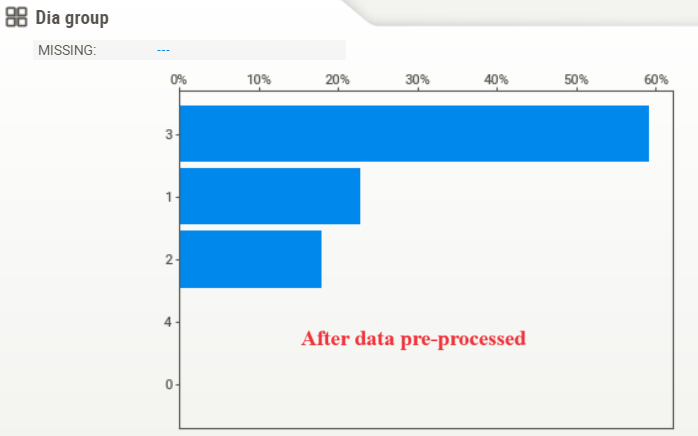 Dia group
MISSING: ---
0% 10% 20% 30% 40% 50% 60%
3
1
2
4
After data pre-processed
0